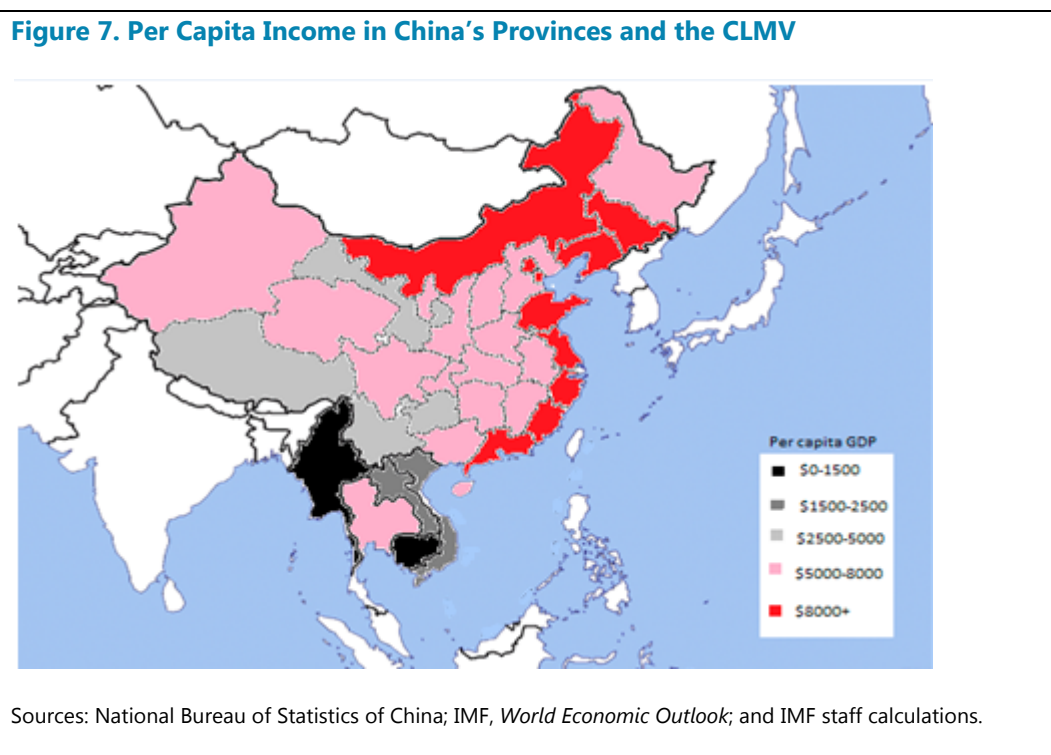 Figure 7. Per Capita Income in China's Provinces and the CLMV
Per capita GDP
$0-1500
$1500-2500
$2500-5000
$5000-8000
$8000+
Sources: National Bureau of Statistics of China; IMF, World Economic Outlook; and IMF staff calculations.